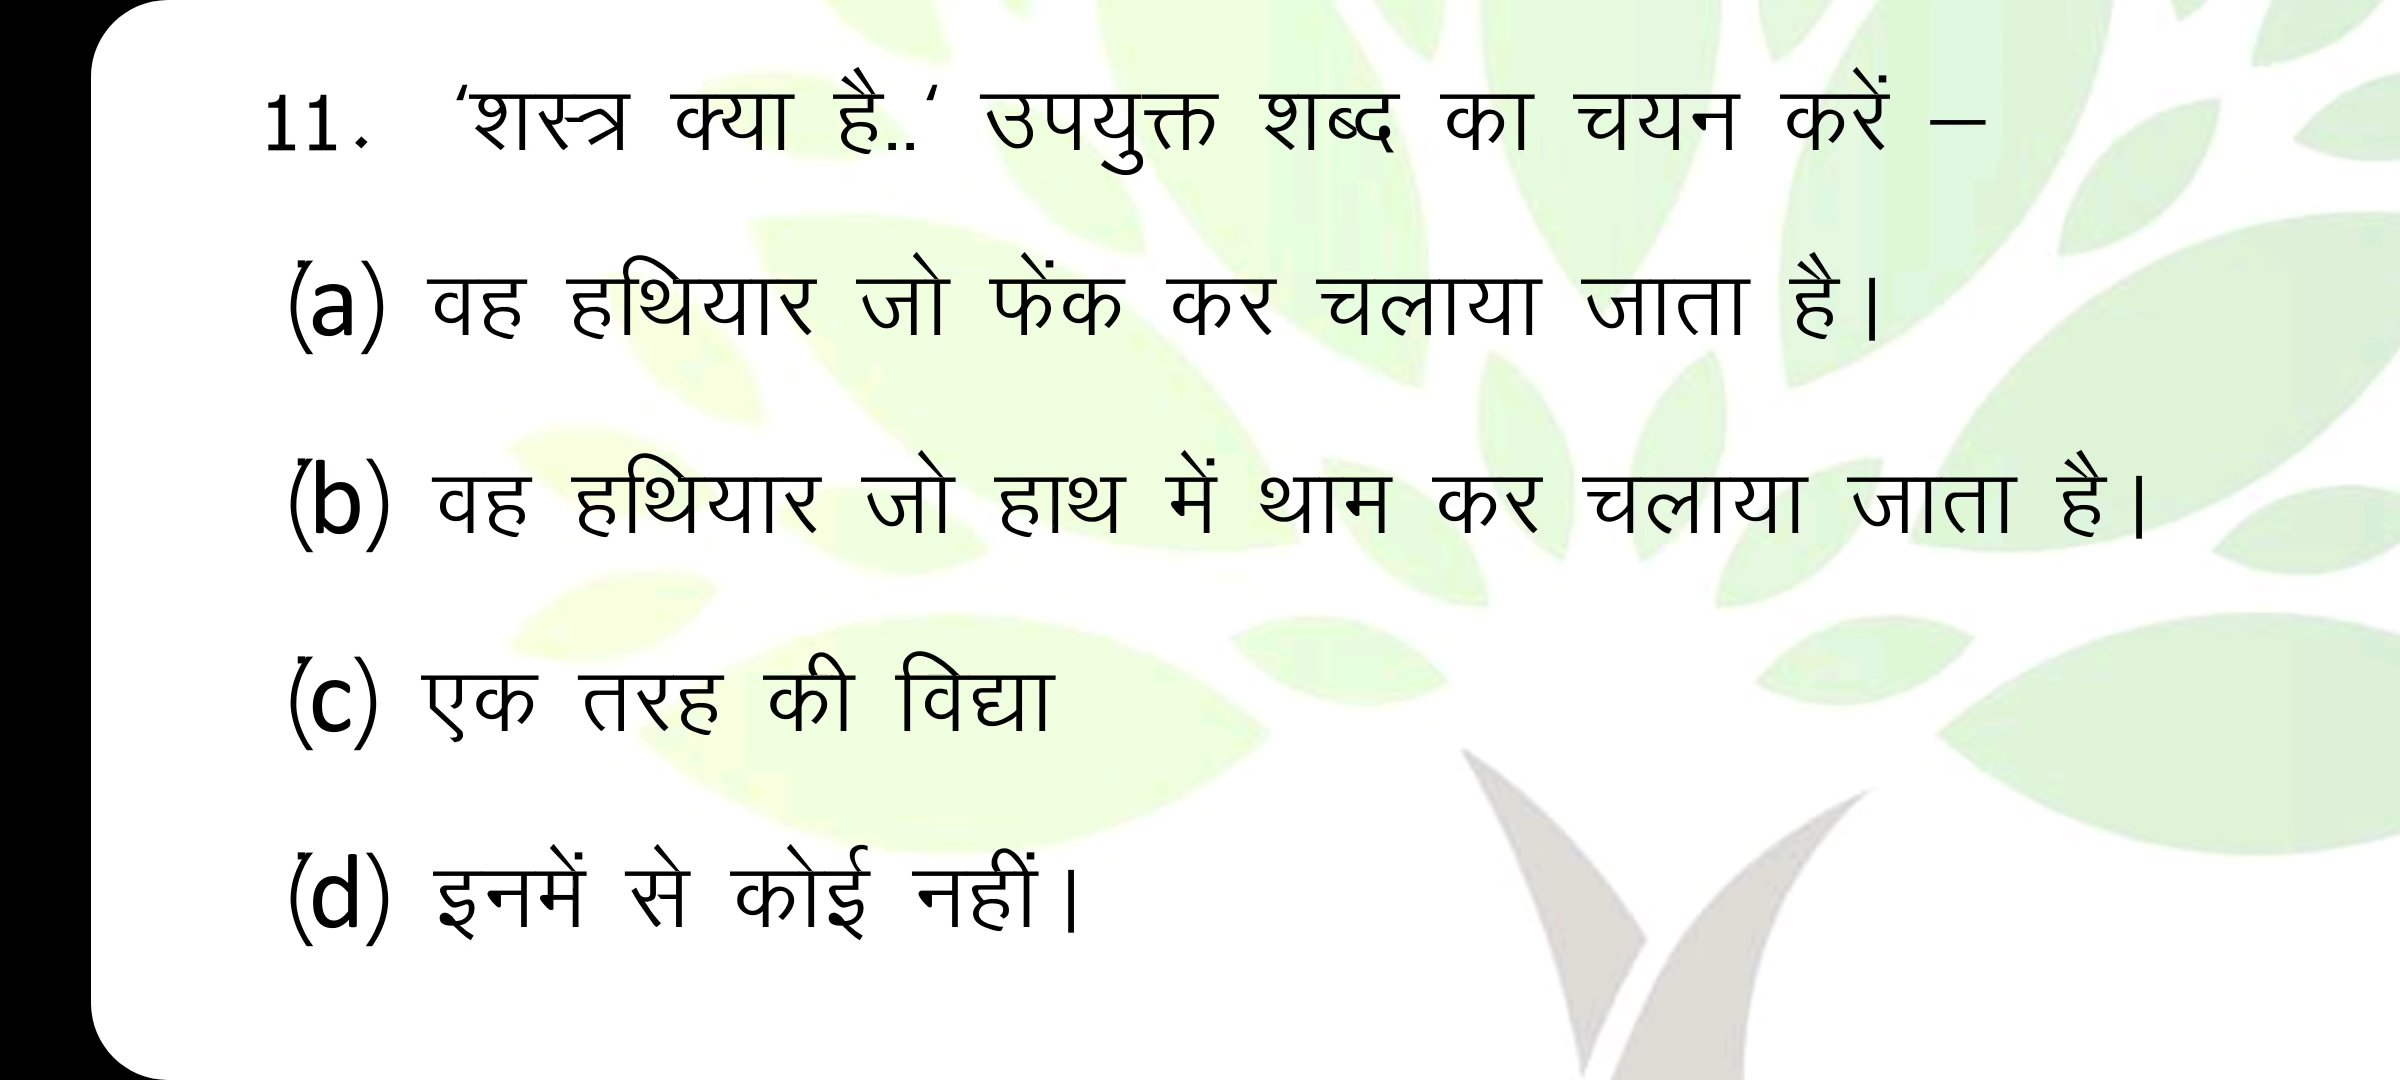 11. ‘शस्त्र क्या है..‘ उपयुक्त शब्द का चयन करें –
(a) वह हथियार जो फेंक कर चलाया जाता है।
(b) वह हथियार जो हाथ में थाम कर चलाया जाता है।
(c) एक तरह की विद्या
(d) इनमें से कोई नहीं।